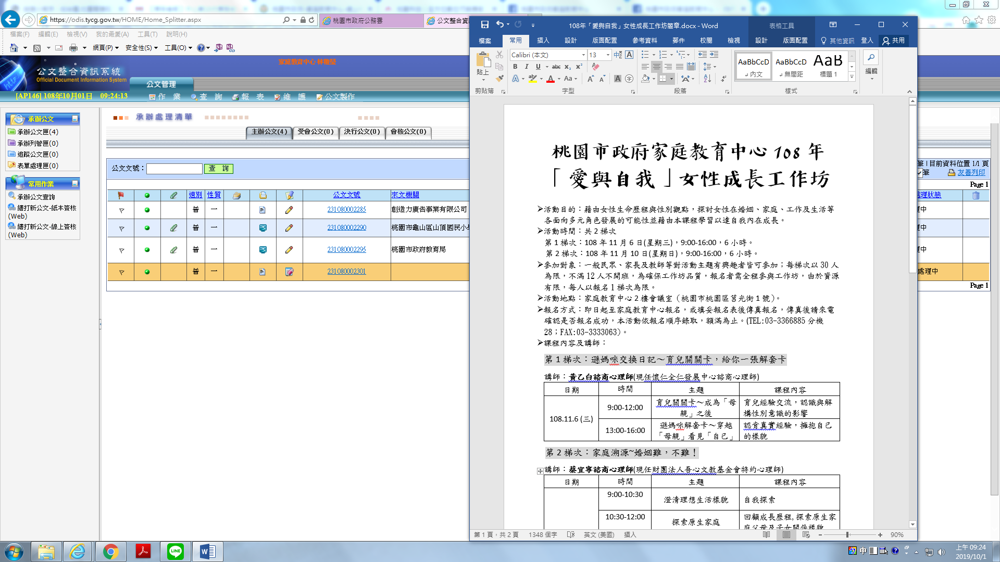 https://odis.tycg.gov.tw/HOME/Home_Splitter.aspx
桃園市政府公務雲
公文整合資訊
檔案(F) 編輯(E) 檢視(V) 我的最愛(A) 工具(T) 說明(H)
網頁(P) 安全性(S) 工具(O)
公文整合資訊系統
Official Document Information System
家庭教育中心 林雅瑩
公文管理
[AP146] 108年10月01日 09:24:13
作 業 查 詢 報 表 維 護 公文製作
承辦公文
承辦公文匣(4)
承辦列管匣(0)
追蹤公文匣(0)
表單處理匣(0)
常用作業
承辦公文查詢
繕打新公文-紙本簽核
(Web)
繕打新公文-線上簽核
(Web)
承辦處理清單
主辦公文(4) 受會公文(0) 決行公文(0) 會核公文(0)
公文文號：
查 詢
筆 | 目前資料位置 1/1 頁
筆 友善列印
Page 1
速別 性質 公文文號 來文機關 處理狀態
普 一 231080002285 創造力廣告事業有限公司 中
普 一 231080002290 桃園市龜山區山頂國民小學 中
普 一 231080002295 桃園市政府教育局 中
普 一 231080002301 處理中
Page 1
108年「愛與自我」女性成長工作坊簡章.docx - Word
表格工具
檔案 常用 插入 設計 版面配置 參考資料 郵件 校閱 檢視 設計 版面配置 其他資訊 登入 共用
貼上
Calibri (本文) 13
B I U abc x₂ x²
Aa
AaBbCcD AaBbCcD AaB
內文 無間距 標題 1
編輯
剪貼簿 字型 段落 樣式
桃園市政府家庭教育中心 108 年
「愛與自我」女性成長工作坊
➢活動目的：藉由女性生命歷程與性別觀點，探討女性在婚姻、家庭、工作及生活等
各面向多元角色發展的可能性並藉由本課程學習以達自我內在成長。
➢活動時間：共 2 梯次
第 1 梯次：108 年 11 月 6 日(星期三)，9:00-16:00，6 小時。
第 2 梯次：108 年 11 月 10 日(星期日)，9:00-16:00，6 小時。
➢參加對象：一般民眾、家長及教師等對活動主題有興趣者皆可參加；每梯次以 30 人
為限，不滿 12 人不開班，為確保工作坊品質，報名者需全程參與工作坊，由於資源
有限，每人以報名 1 梯次為限。
➢活動地點：家庭教育中心 2 樓會議室（桃園市桃園區莒光街 1 號）。
➢報名方式：即日起至家庭教育中心報名，或填妥報名表後傳真報名，傳真後請來電
確認是否報名成功，本活動依報名順序錄取，額滿為止。(TEL:03-3366885 分機
28；FAX:03-3333063)。
➢課程內容及講師：
第 1 梯次：遜媽咪交換日記～育兒關關卡，給你一張解套卡
講師：黃乙白諮商心理師(現任懷仁全仁發展中心諮商心理師)
日期 時間 主題 課程內容
108.11.6 (三)
9:00-12:00 育兒關關卡～成為「母親」之後 育兒經驗交流，認識與解構性別意識的影響
13:00-16:00 遜媽咪解套卡～穿越「母親」看見「自己」 認肯真實經驗，擁抱自己的樣貌
第 2 梯次：家庭溯源~婚姻難，不難！
講師：蔡宜寧諮商心理師(現任財團法人吾心文教基金會特約心理師)
日期 時間 主題 課程內容
9:00-10:30 澄清理想生活樣貌 自我探索
10:30-12:00 探索原生家庭 回顧成長歷程,探索原生家庭父母及子女關係樣貌
第 1 頁，共 2 頁 1348 個字 英文 (美國) 插入 90%
中
上午 09:24
2019/10/1